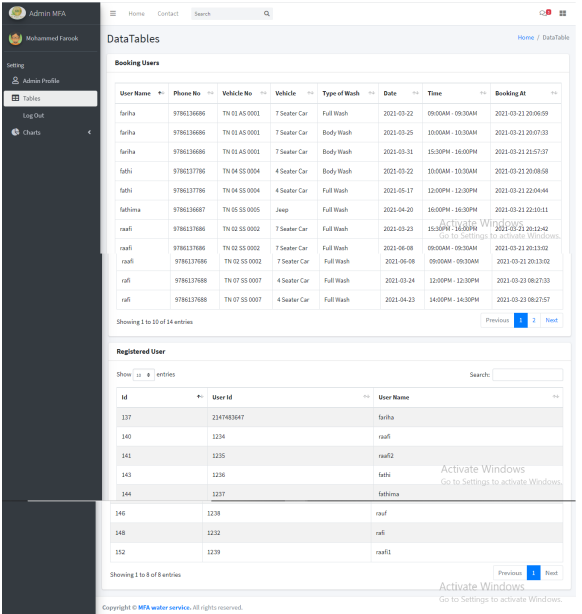 Admin MFA
Home Contact Search
Mohammed Farook
DataTables
Home / DataTable
Setting
Admin Profile
Tables
Log Out
Charts
Booking Users
User Name Phone No Vehicle No Vehicle Type of Wash Date Time Booking At
fariha 9786136686 TN 01 AS 0001 7 Seater Car Full Wash 2021-03-22 09:00AM - 09:30AM 2021-03-21 20:06:59
fariha 9786136686 TN 01 AS 0001 7 Seater Car Body Wash 2021-03-25 10:00AM - 10:30AM 2021-03-21 20:07:33
fariha 9786136686 TN 01 AS 0001 7 Seater Car Body Wash 2021-03-31 15:30PM - 16:00PM 2021-03-21 21:57:37
fathi 9786137786 TN 04 SS 0004 4 Seater Car Body Wash 2021-03-22 10:00AM - 10:30AM 2021-03-21 20:08:58
fathi 9786137786 TN 04 SS 0004 4 Seater Car Full Wash 2021-05-17 12:00PM - 12:30PM 2021-03-21 22:04:44
fathima 9786136687 TN 05 SS 0005 Jeep Full Wash 2021-04-20 16:00PM - 16:30PM 2021-03-21 22:10:11
raafi 9786137686 TN 02 SS 0002 7 Seater Car Full Wash 2021-03-23 15:30PM - 16:00PM 2021-03-21 20:12:42
raafi 9786137686 TN 02 SS 0002 7 Seater Car Full Wash 2021-06-08 09:00AM - 09:30AM 2021-03-21 20:13:02
raafi 9786137686 TN 02 SS 0002 7 Seater Car Full Wash 2021-06-08 09:00AM - 09:30AM 2021-03-21 20:13:02
rafi 9786137688 TN 07 SS 0007 4 Seater Car Full Wash 2021-03-24 12:00PM - 12:30PM 2021-03-23 08:27:33
rafi 9786137688 TN 07 SS 0007 4 Seater Car Full Wash 2021-04-23 14:00PM - 14:30PM 2021-03-23 08:27:57
Activate Windows
Go to Settings to activate Windows.
Showing 1 to 10 of 14 entries
Previous 1 2 Next
Registered User
Show 10 entries
Search:
Id User Id User Name
137 2147483647 fariha
140 1234 raafi
141 1235 raafi2
143 1236 fathi
144 1237 fathima
Activate Windows
Go to Settings to activate Windows.
146 1238 rauf
148 1232 rafi
152 1239 raafi1
Showing 1 to 8 of 8 entries
Previous 1 Next
Activate Windows
Go to Settings to activate Windows.
Copyright © MFA water service. All rights reserved.